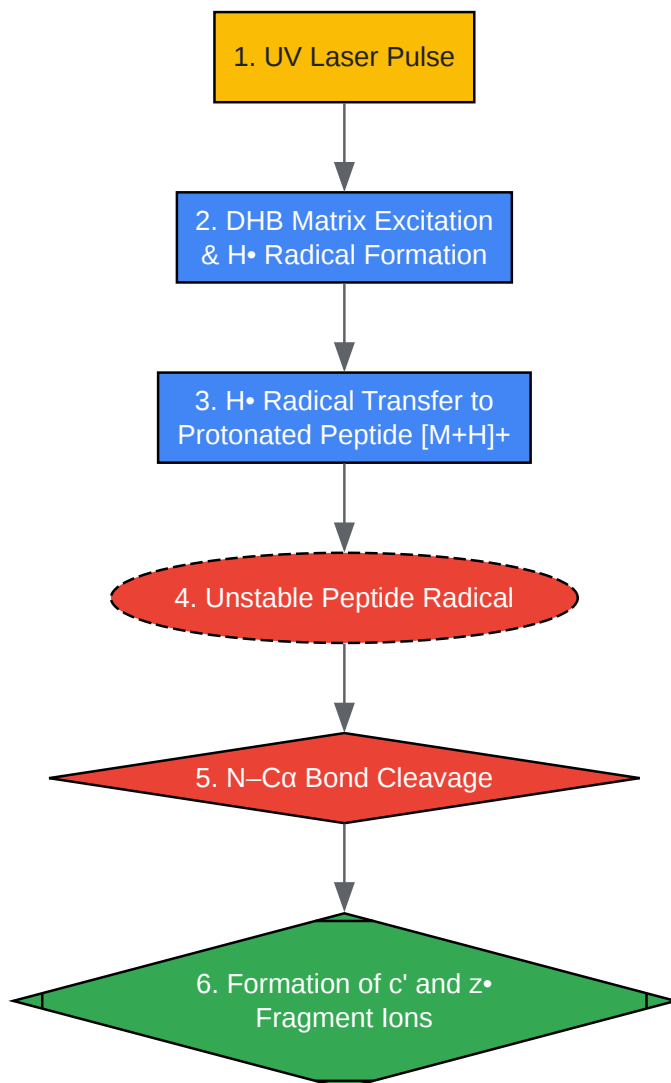 1. UV Laser Pulse
2. DHB Matrix Excitation
& H• Radical Formation
3. H• Radical Transfer to
Protonated Peptide [M+H]+
4. Unstable Peptide Radical
5. N–Cα Bond Cleavage
6. Formation of c' and z•
Fragment Ions